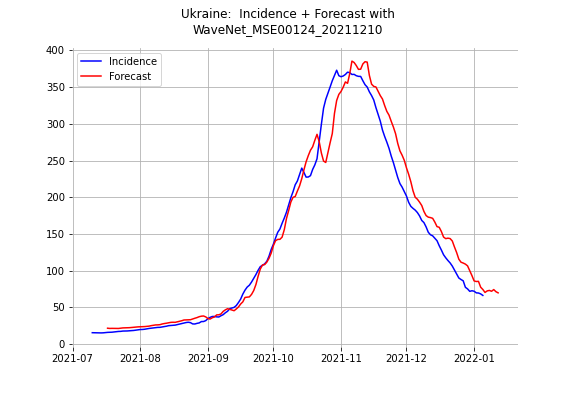 Ukraine:  Incidence + Forecast with
WaveNet_MSE00124_20211210
Incidence
Forecast
400
350
300
250
200
150
100
50
0
2021-07 2021-08 2021-09 2021-10 2021-11 2021-12 2022-01